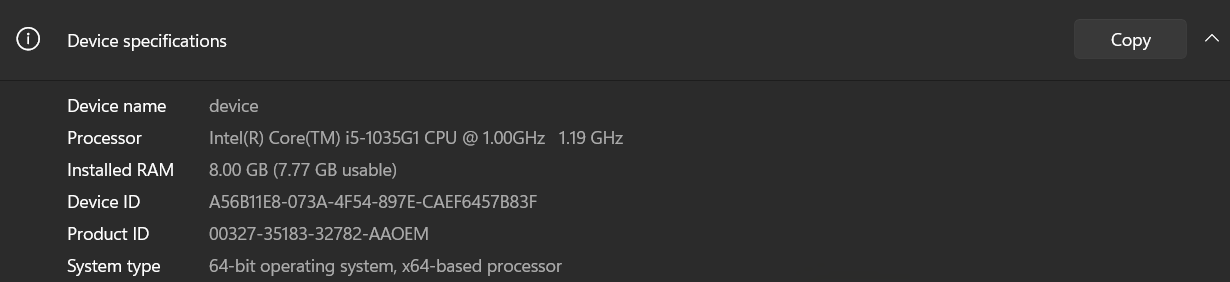 Device specifications
Copy
Device name device
Processor Intel(R) Core(TM) i5-1035G1 CPU @ 1.00GHz 1.19 GHz
Installed RAM 8.00 GB (7.77 GB usable)
Device ID A56B11E8-073A-4F54-897E-CAEF6457B83F
Product ID 00327-35183-32782-AAOEM
System type 64-bit operating system, x64-based processor